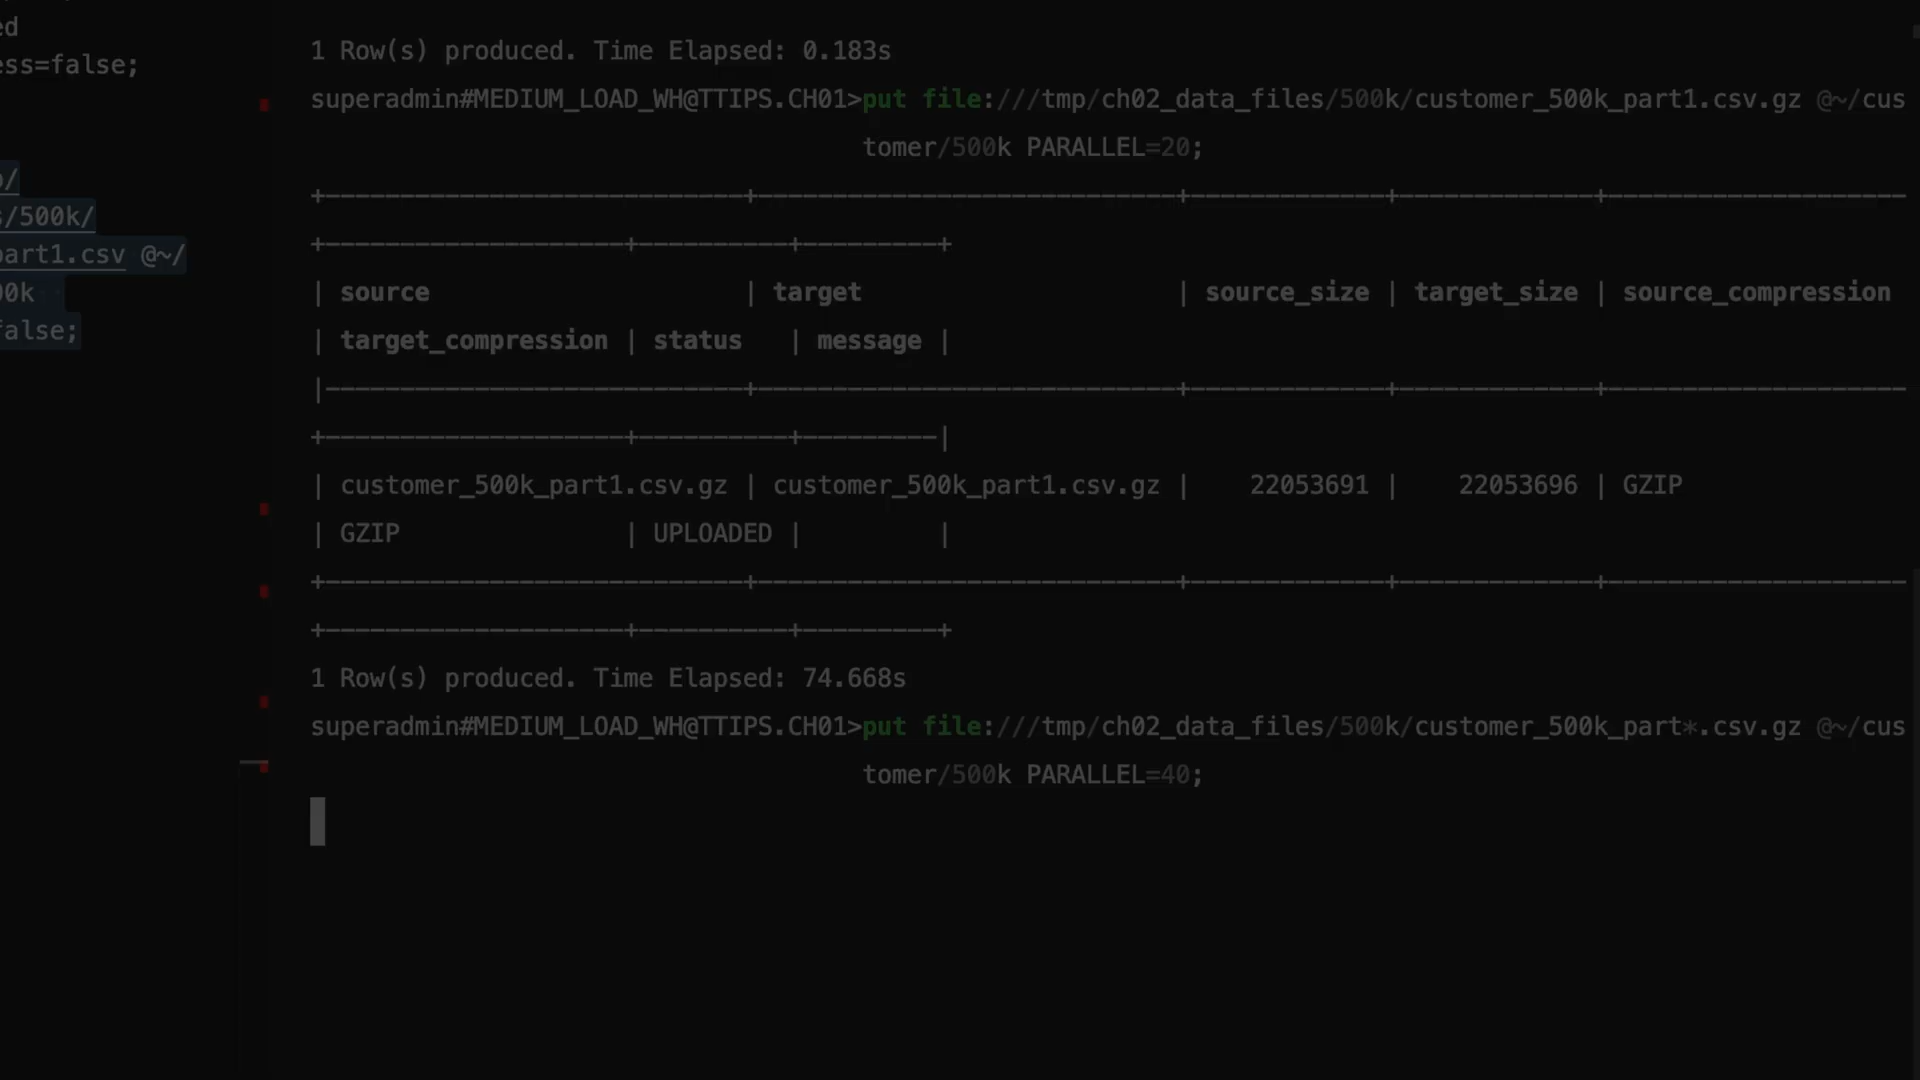 ed
ess=false;
o/
s/500k/
part1.csv @~/
00k
false;
1 Row(s) produced. Time Elapsed: 0.183s
superadmin#MEDIUM_LOAD_WH@TTIPS.CH01>put file:///tmp/ch02_data_files/500k/customer_500k_part1.csv.gz @~/cus
tomer/500k PARALLEL=20;
| source | target | source_size | target_size | source_compression
| target_compression | status | message |
| customer_500k_part1.csv.gz | customer_500k_part1.csv.gz | 22053691 | 22053696 | GZIP
| GZIP | UPLOADED | |
1 Row(s) produced. Time Elapsed: 74.668s
superadmin#MEDIUM_LOAD_WH@TTIPS.CH01>put file:///tmp/ch02_data_files/500k/customer_500k_part*.csv.gz @~/cus
tomer/500k PARALLEL=40;